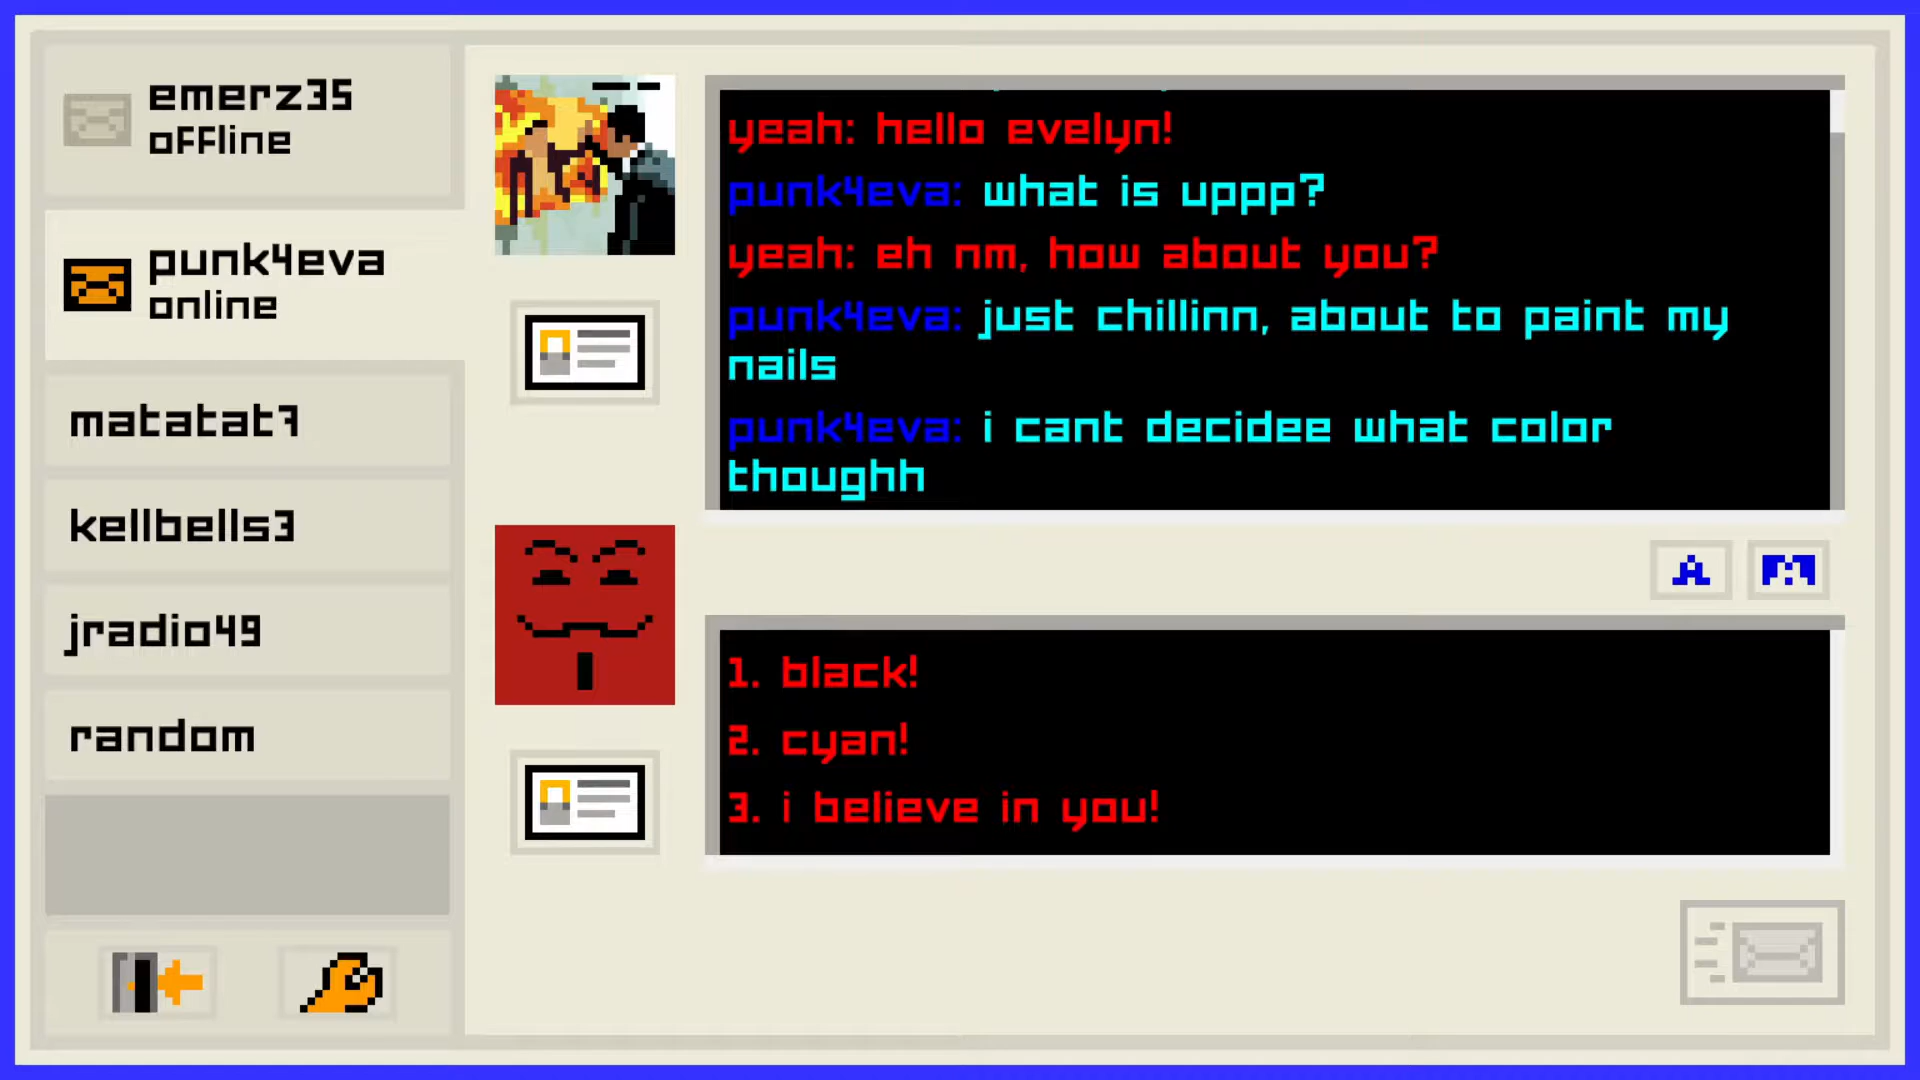 emerz35
offline
punk4eva
online
matatat7
kellbells3
jradio49
random
yeah: hello evelyn!
punk4eva: what is uppp?
yeah: eh nm, how about you?
punk4eva: just chillinn, about to paint my
nails
punk4eva: i cant decidee what color
thoughh
A M
1. black!
2. cyan!
3. i believe in you!